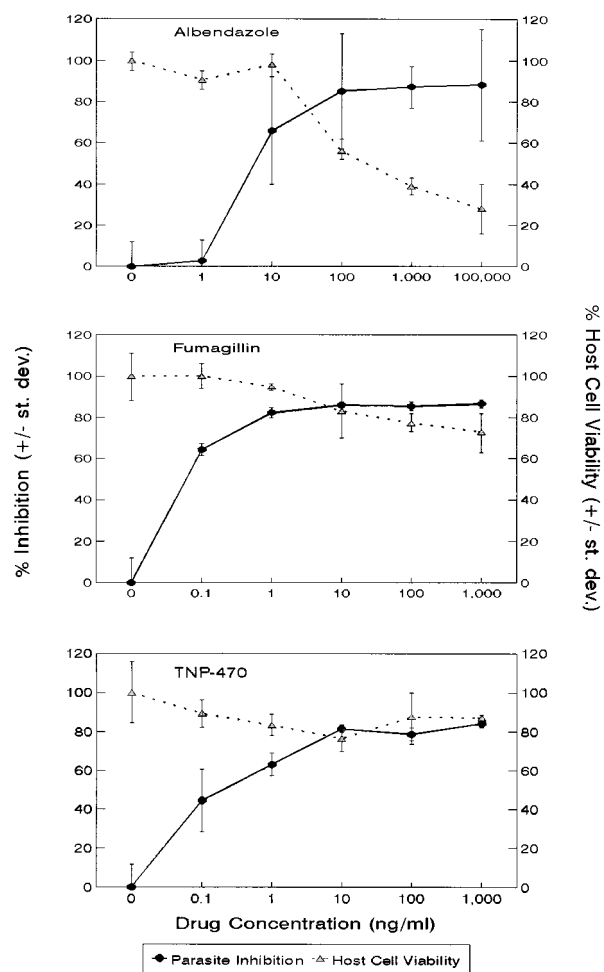 Albendazole
120 120
100 100
80 80
60 60
40 40
20 20
0 0
0 1 10 100 1.000 100,000
Fumagillin
120 120
100 100
80 80
60 60
40 40
20 20
0 0
0 0.1 1 10 100 1,000
TNP-470
120 120
100 100
80 80
60 60
40 40
20 20
0 0
0 0.1 1 10 100 1,000
% Inhibition (+/- st. dev.)
% Host Cell Viability (+/- st. dev.)
Drug Concentration (ng/ml)
Parasite Inhibition Host Cell Viability